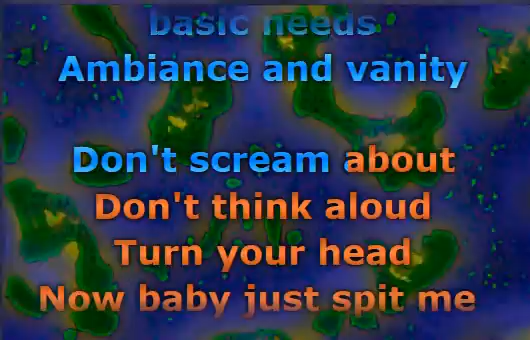 basic needs
Ambiance and vanity
Don't scream about
Don't think aloud
Turn your head
Now baby just spit me